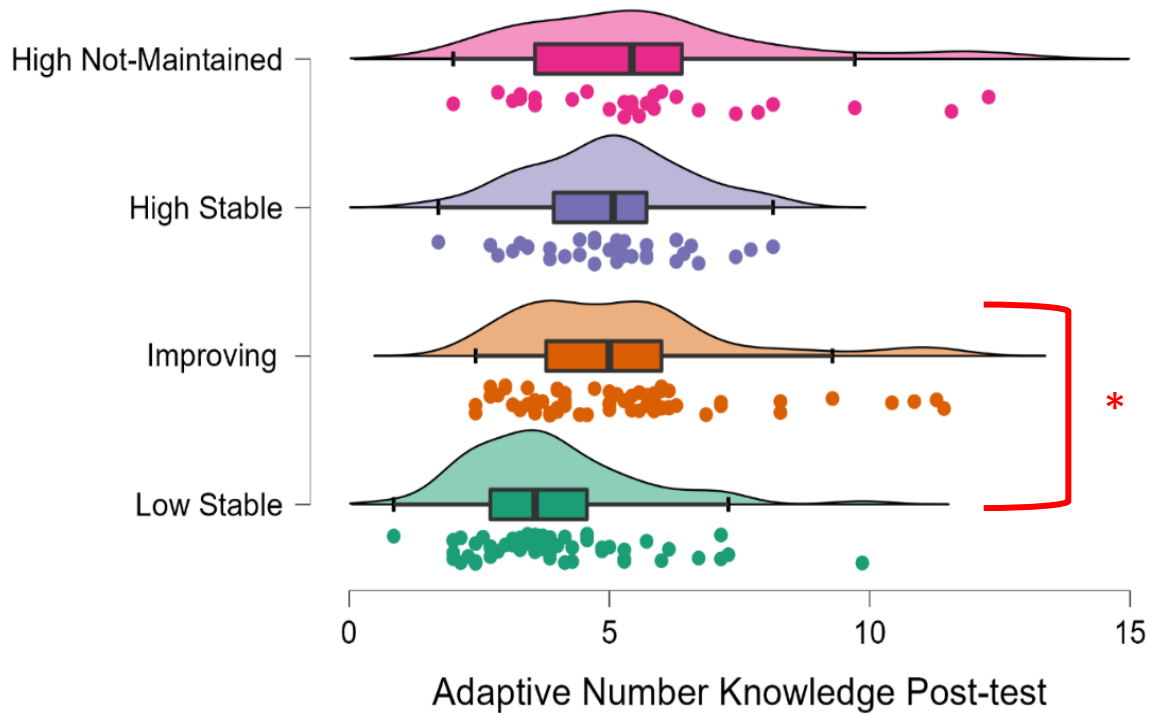 High Not-Maintained
High Stable
Improving
*
Low Stable
0 5 10 15
Adaptive Number Knowledge Post-test